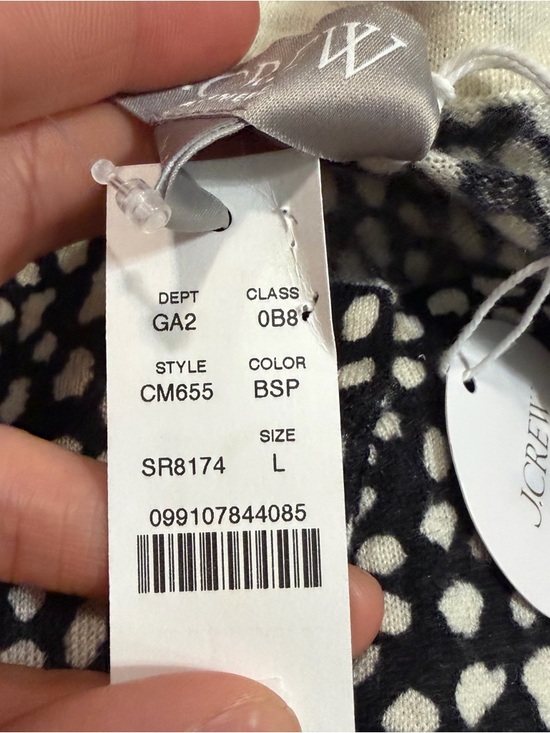 J.CREW
DEPT CLASS
GA2 0B8
STYLE COLOR
CM655 BSP
SIZE
SR8174 L
099107844085
J.CREW